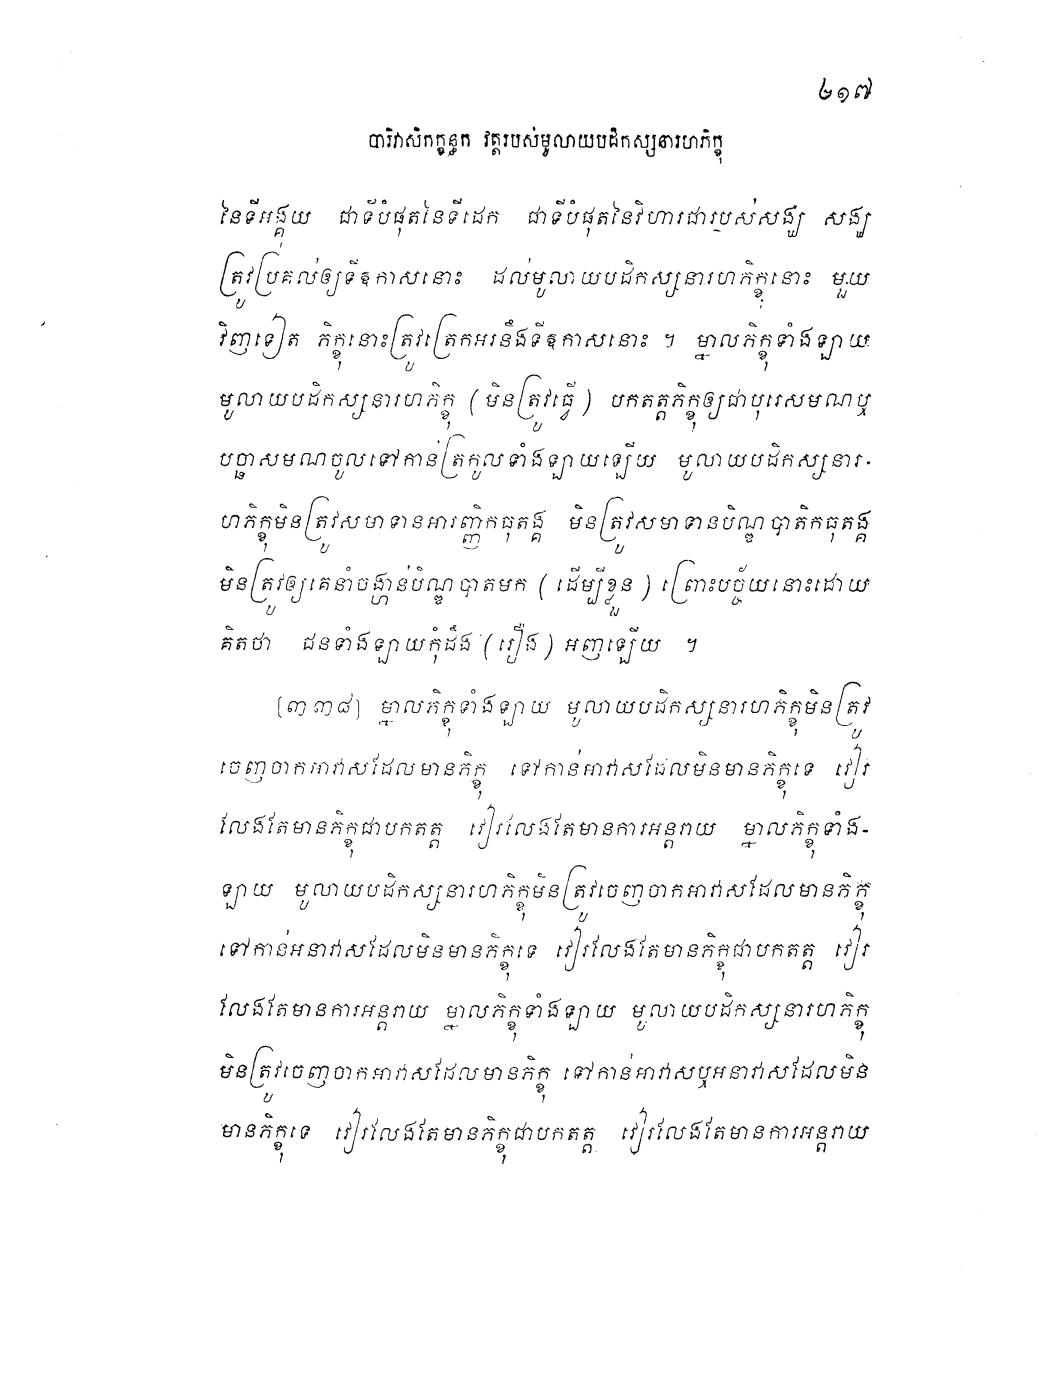 ២១៧
បារិវាសិកក្ខន្ធក វត្តរបស់មូលាយបដិកស្សនារហភិក្ខុ
នៃទីអង្គុយ ជាទីបំផុតនៃទីដេក ជាទីបំផុតនៃវិហារជារបស់សង្ឃ សង្ឃ
ត្រូវប្រគល់ឲ្យទីឱកាសនោះ ដល់មូលាយបដិកស្សនារហភិក្ខុនោះ មួយ
វិញទៀត ភិក្ខុនោះត្រូវត្រេកអរនឹងទីឱកាសនោះ ។ ម្នាលភិក្ខុទាំងឡាយ
មូលាយបដិកស្សនារហភិក្ខុ (មិនត្រូវធ្វើ) បកតត្តភិក្ខុឲ្យជាបុរេសមណឬ
បច្ឆាសមណចូលទៅកាន់ត្រកូលទាំងឡាយឡើយ មូលាយបដិកស្សនារ-
ហភិក្ខុមិនត្រូវសមាទានអារញ្ញិកធុតង្គ មិនត្រូវសមាទានបិណ្ឌបាតិកធុតង្គ
មិនត្រូវឲ្យគេនាំចង្ហាន់បិណ្ឌបាតមក (ដើម្បីខ្លួន) ព្រោះបច្ច័យនោះដោយ
គិតថា ជនទាំងឡាយកុំដឹង (រឿង) អញឡើយ ។
[៣៣៨] ម្នាលភិក្ខុទាំងឡាយ មូលាយបដិកស្សនារហភិក្ខុមិនត្រូវ
ចេញចាកអាវាសដែលមានភិក្ខុ ទៅកាន់អាវាសដែលមិនមានភិក្ខុទេ វៀរ
លែងតែមានភិក្ខុជាបកតត្ត វៀរលែងតែមានការអន្តរាយ ម្នាលភិក្ខុទាំង-
ឡាយ មូលាយបដិកស្សនារហភិក្ខុមិនត្រូវចេញចាកអាវាសដែលមានភិក្ខុ
ទៅកាន់អនាវាសដែលមិនមានភិក្ខុទេ វៀរលែងតែមានភិក្ខុជាបកតត្ត វៀរ
លែងតែមានការអន្តរាយ ម្នាលភិក្ខុទាំងឡាយ មូលាយបដិកស្សនារហភិក្ខុ
មិនត្រូវចេញចាកអាវាសដែលមានភិក្ខុ ទៅកាន់អាវាសឬអនាវាសដែលមិន
មានភិក្ខុទេ វៀរលែងតែមានភិក្ខុជាបកតត្ត វៀរលែងតែមានការអន្តរាយ